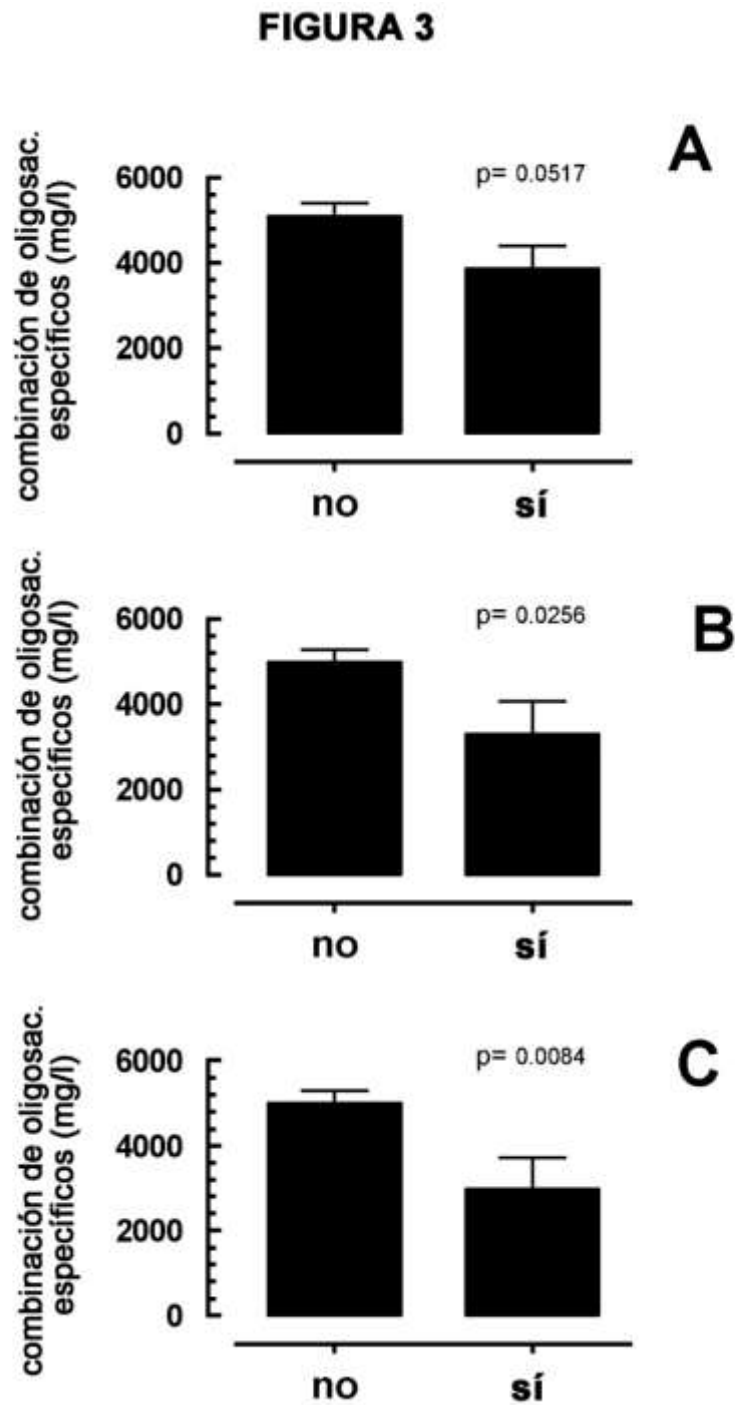 FIGURA 3
A
combinación de oligosac.
específicos (mg/l)
6000
4000
2000
0
p= 0.0517
no
sí
B
combinación de oligosac.
específicos (mg/l)
6000
4000
2000
0
p= 0.0256
no
sí
C
combinación de oligosac.
específicos (mg/l)
6000
4000
2000
0
p= 0.0084
no
sí